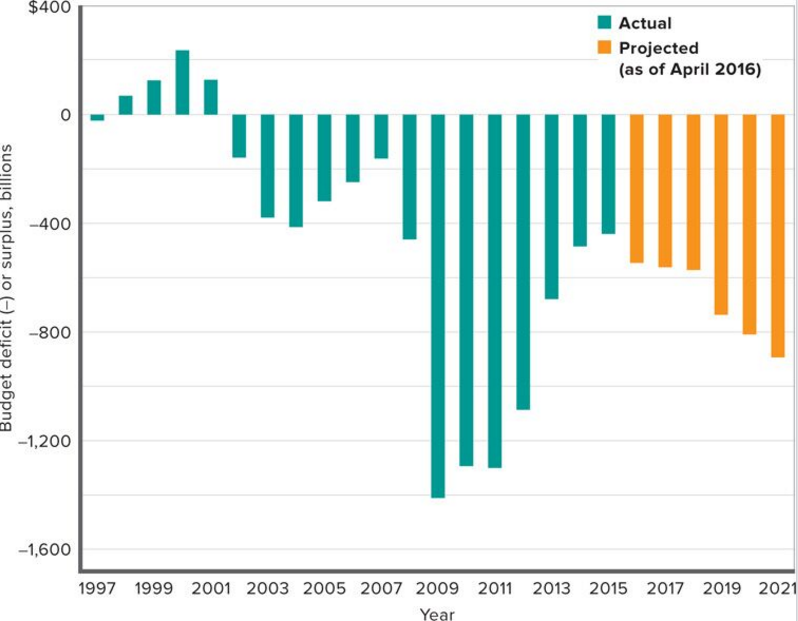 $400
0
–400
–800
–1,200
–1,600
Budget deficit (–) or surplus, billions
Actual
Projected
(as of April 2016)
1997 1999 2001 2003 2005 2007 2009 2011 2013 2015 2017 2019 2021
Year